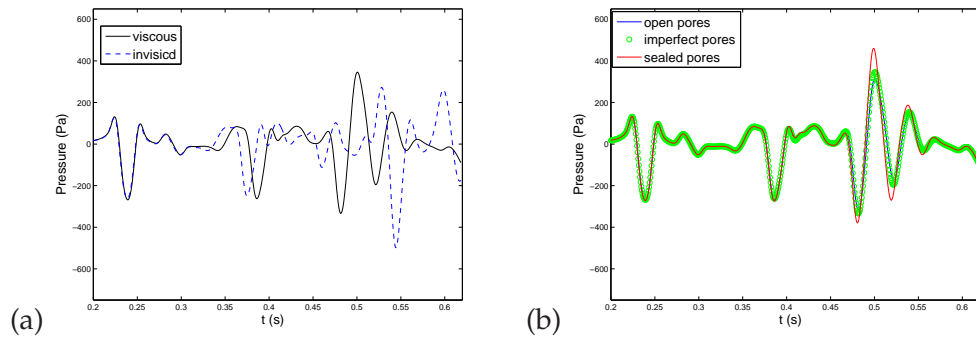 600
400
200
0
−200
−400
−600
Pressure (Pa)
viscous
invisicd
0.2
0.25
0.3
0.35
0.4
0.45
0.5
0.55
0.6
t (s)
(a)
600
400
200
0
−200
−400
−600
Pressure (Pa)
open pores
imperfect pores
sealed pores
0.2
0.25
0.3
0.35
0.4
0.45
0.5
0.55
0.6
t (s)
(b)